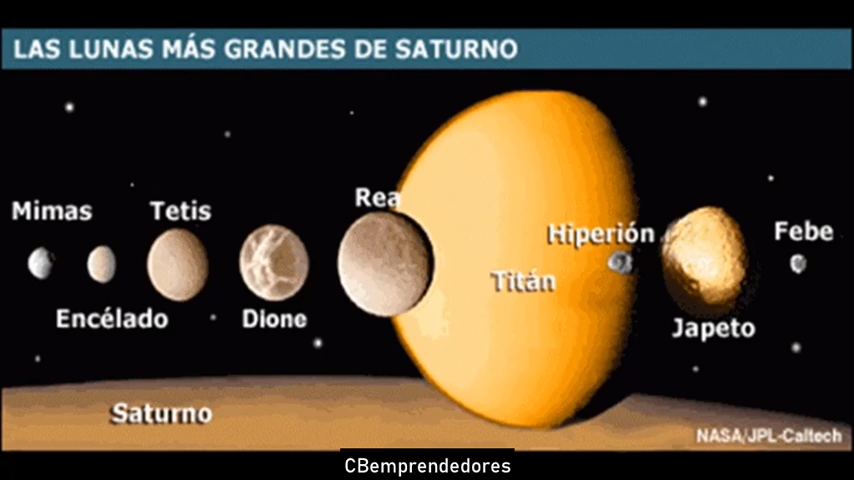 LAS LUNAS MÁS GRANDES DE SATURNO
Mimas
Encélado
Tetis
Dione
Rea
Titán
Hiperión
Japeto
Febe
Saturno
NASA/JPL-Caltech
CBemprendedores